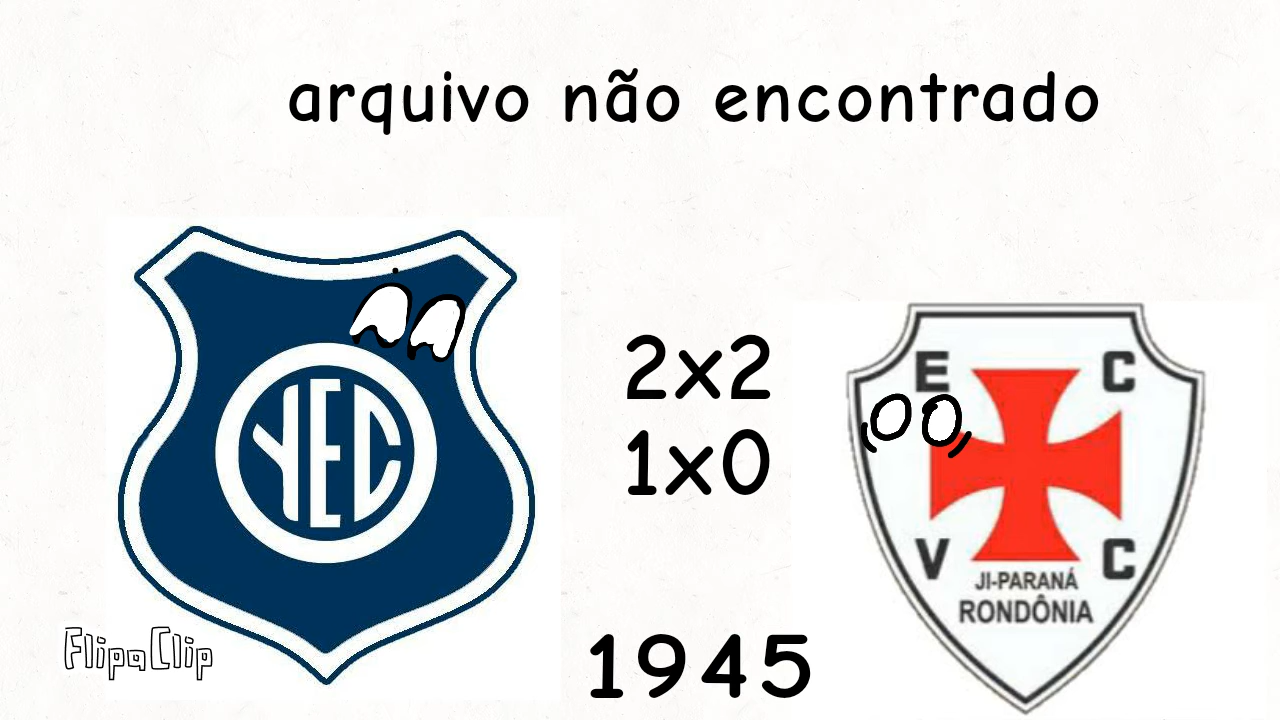 arquivo não encontrado
2x2
1x0
1945
YEC
E C
V C
JI-PARANÁ
RONDÔNIA
FlipaClip